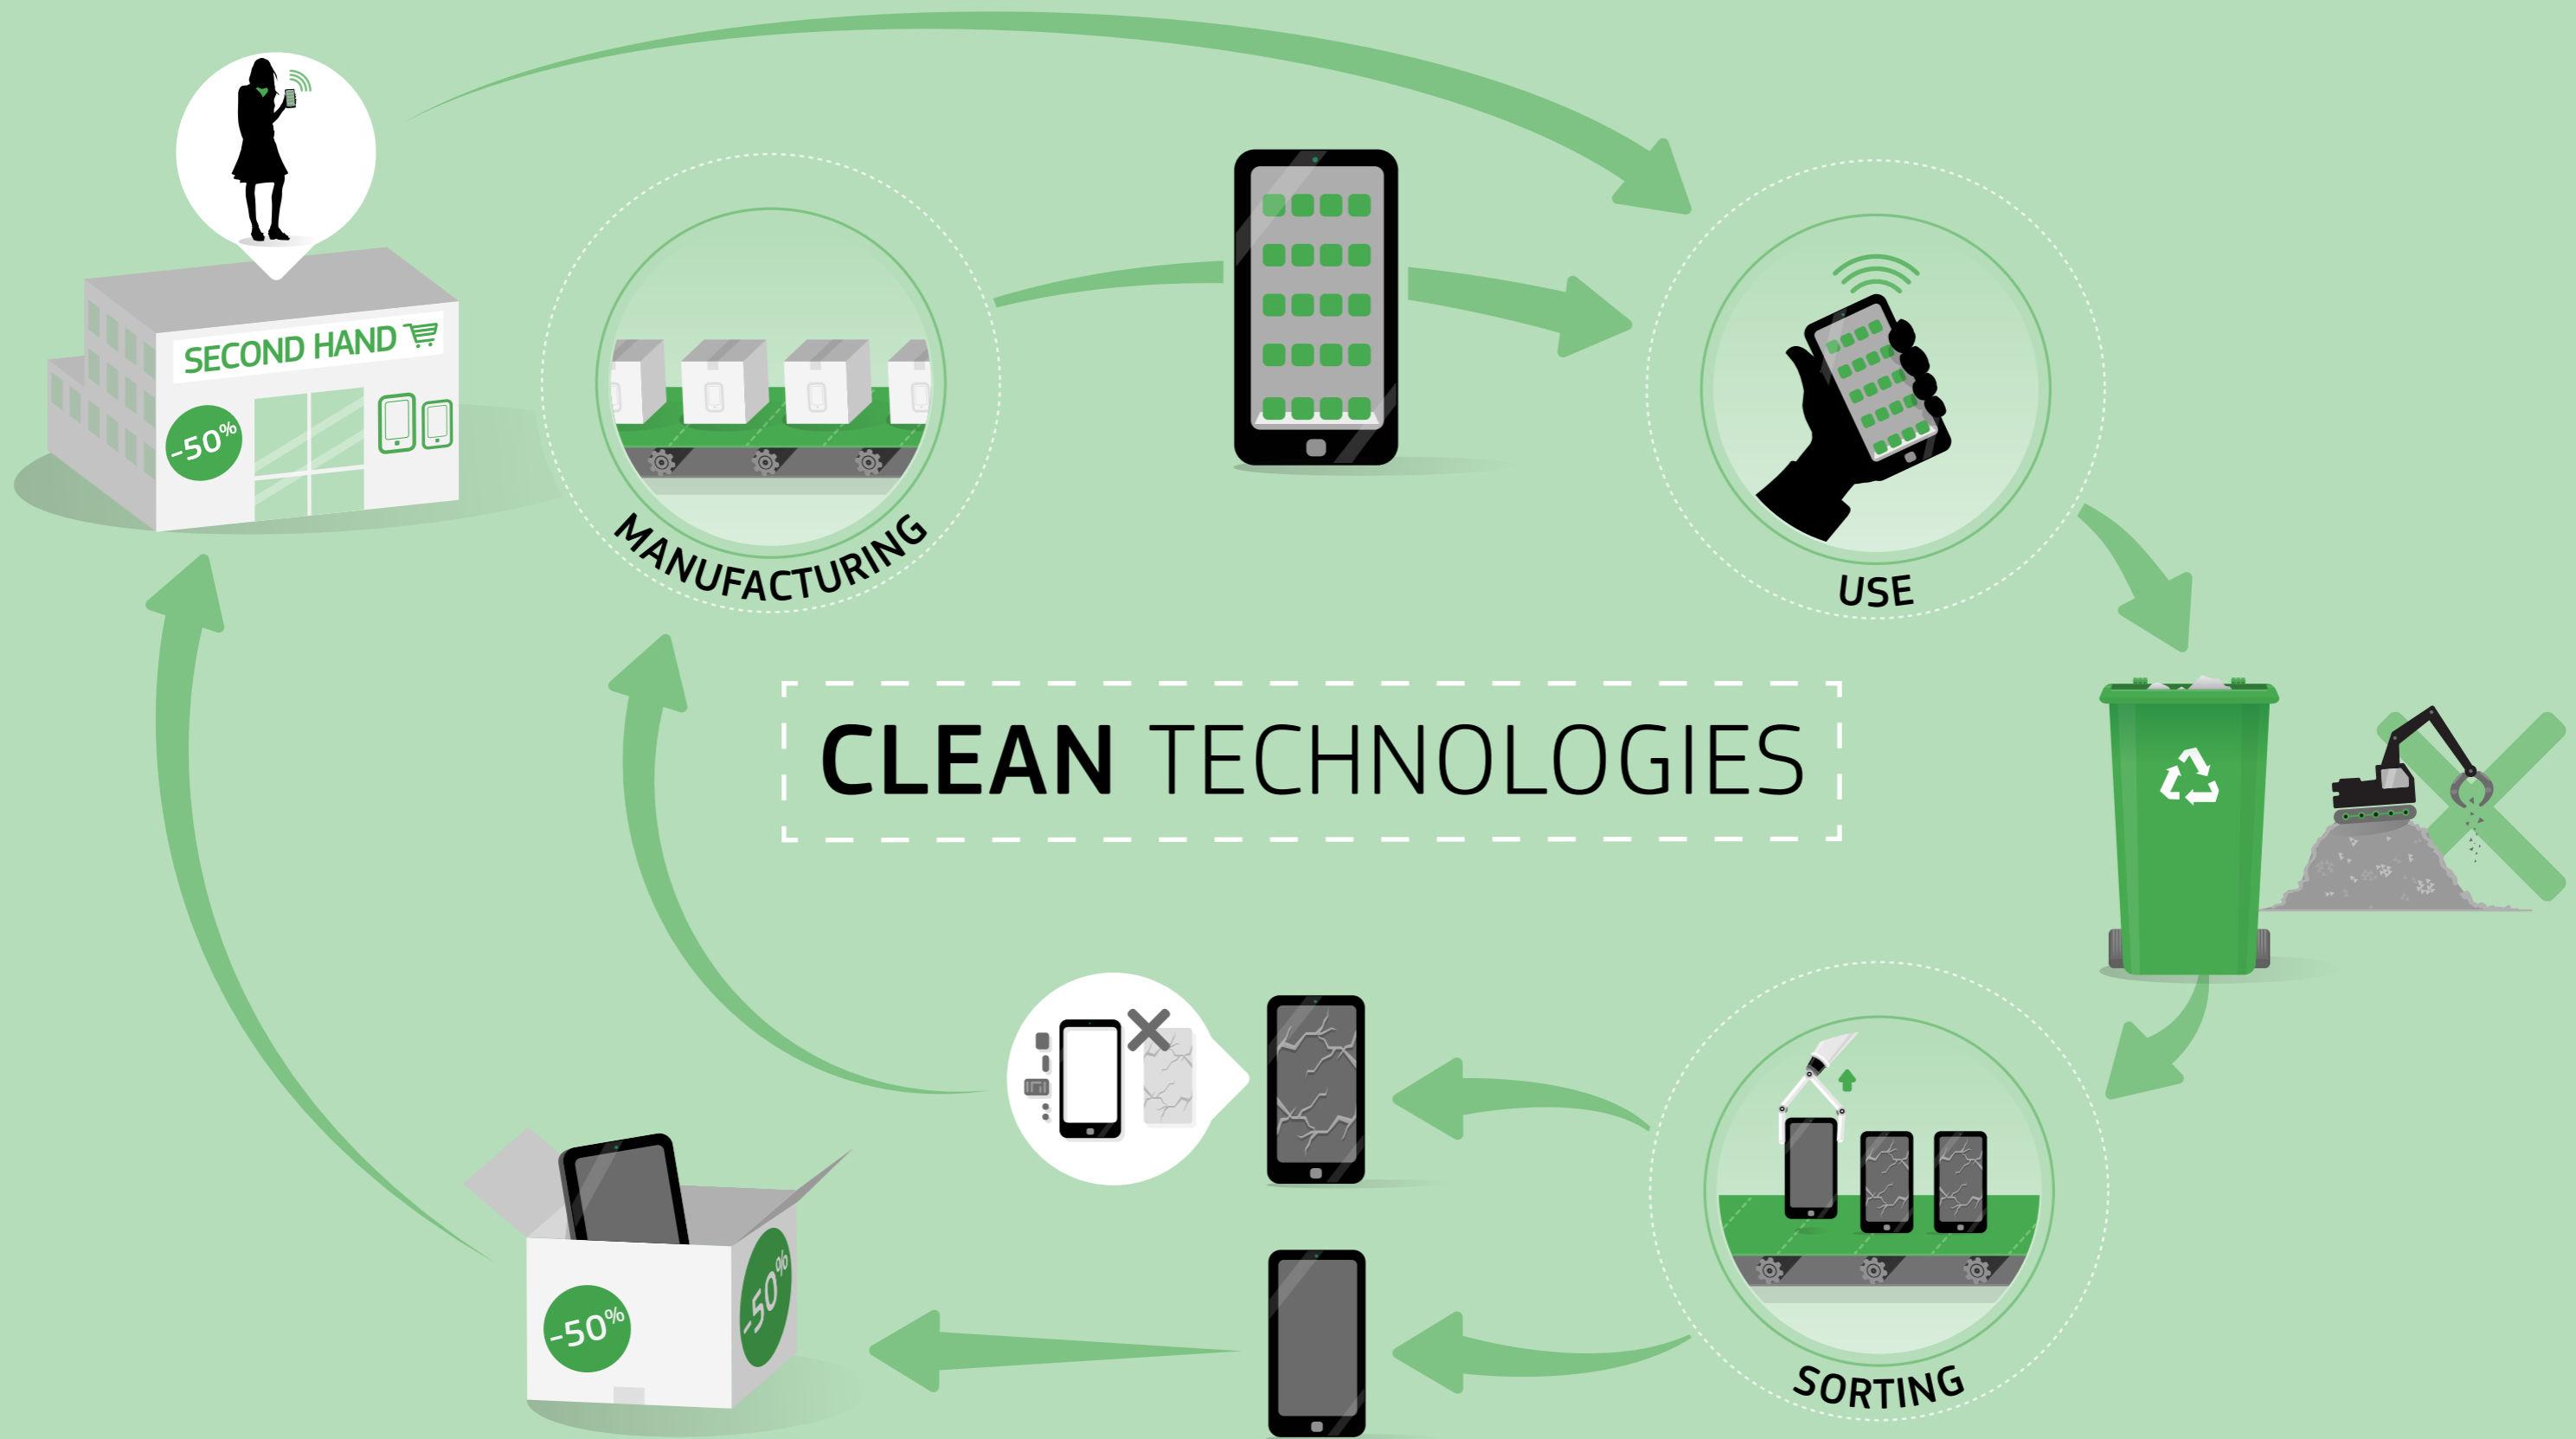 SECOND HAND
-50%
MANUFACTURING
USE
CLEAN TECHNOLOGIES
-50%
-50%
SORTING